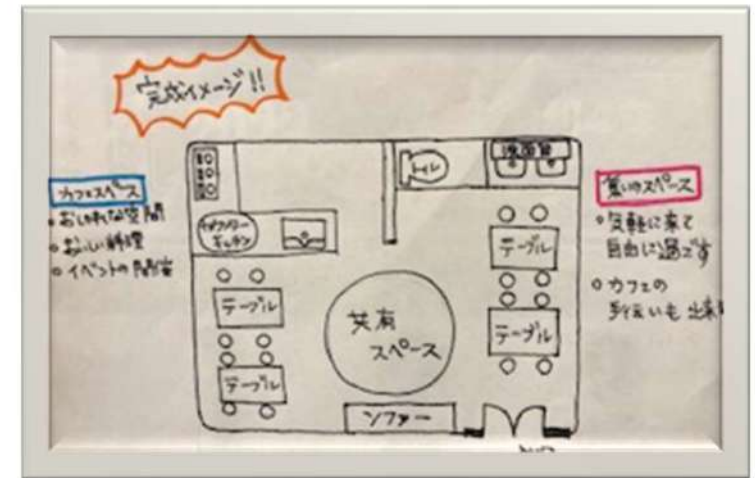 完成イメージ!!
カフェスペース
・おしゃれな空間
・おいしい料理
・イベントの開催
カウンター
キッチン
トイレ
洗面台
テーブル
テーブル
テーブル
テーブル
共有
スペース
ソファー
憩いのスペース
・気軽に来て
自由に過ごす
・カフェの
手伝いも出来